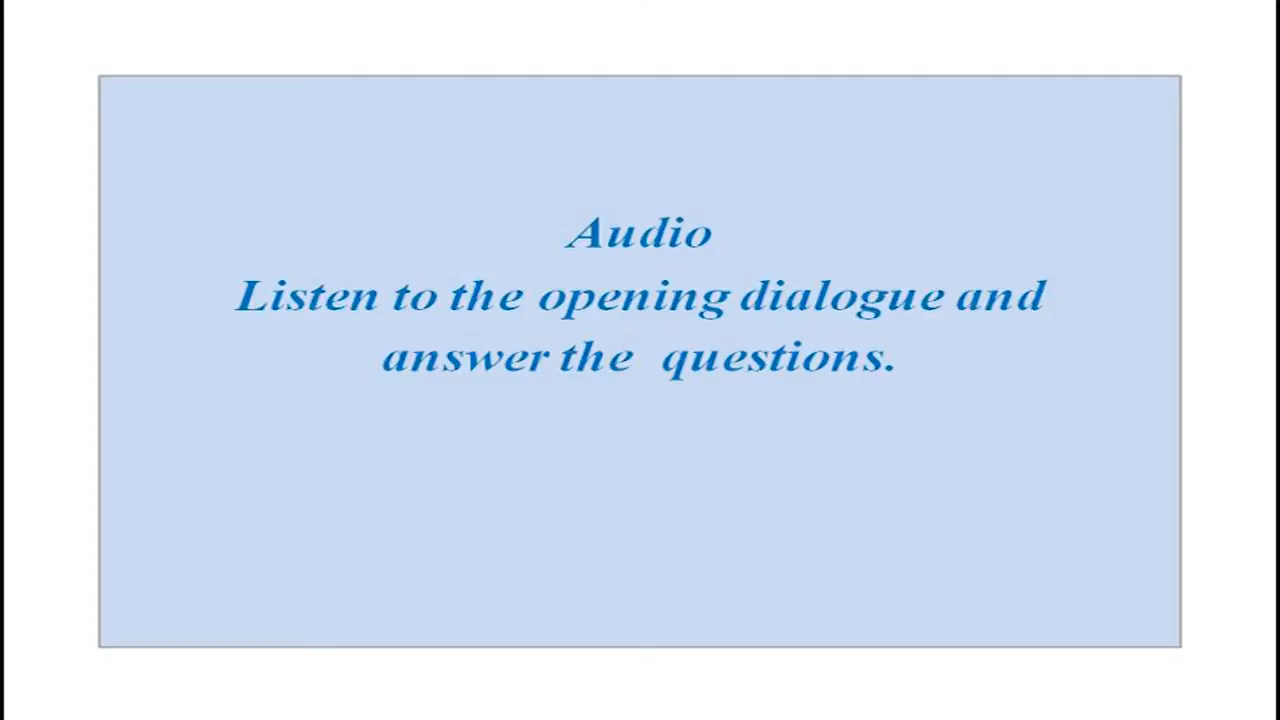 Audio
Listen to the opening dialogue and
answer the questions.